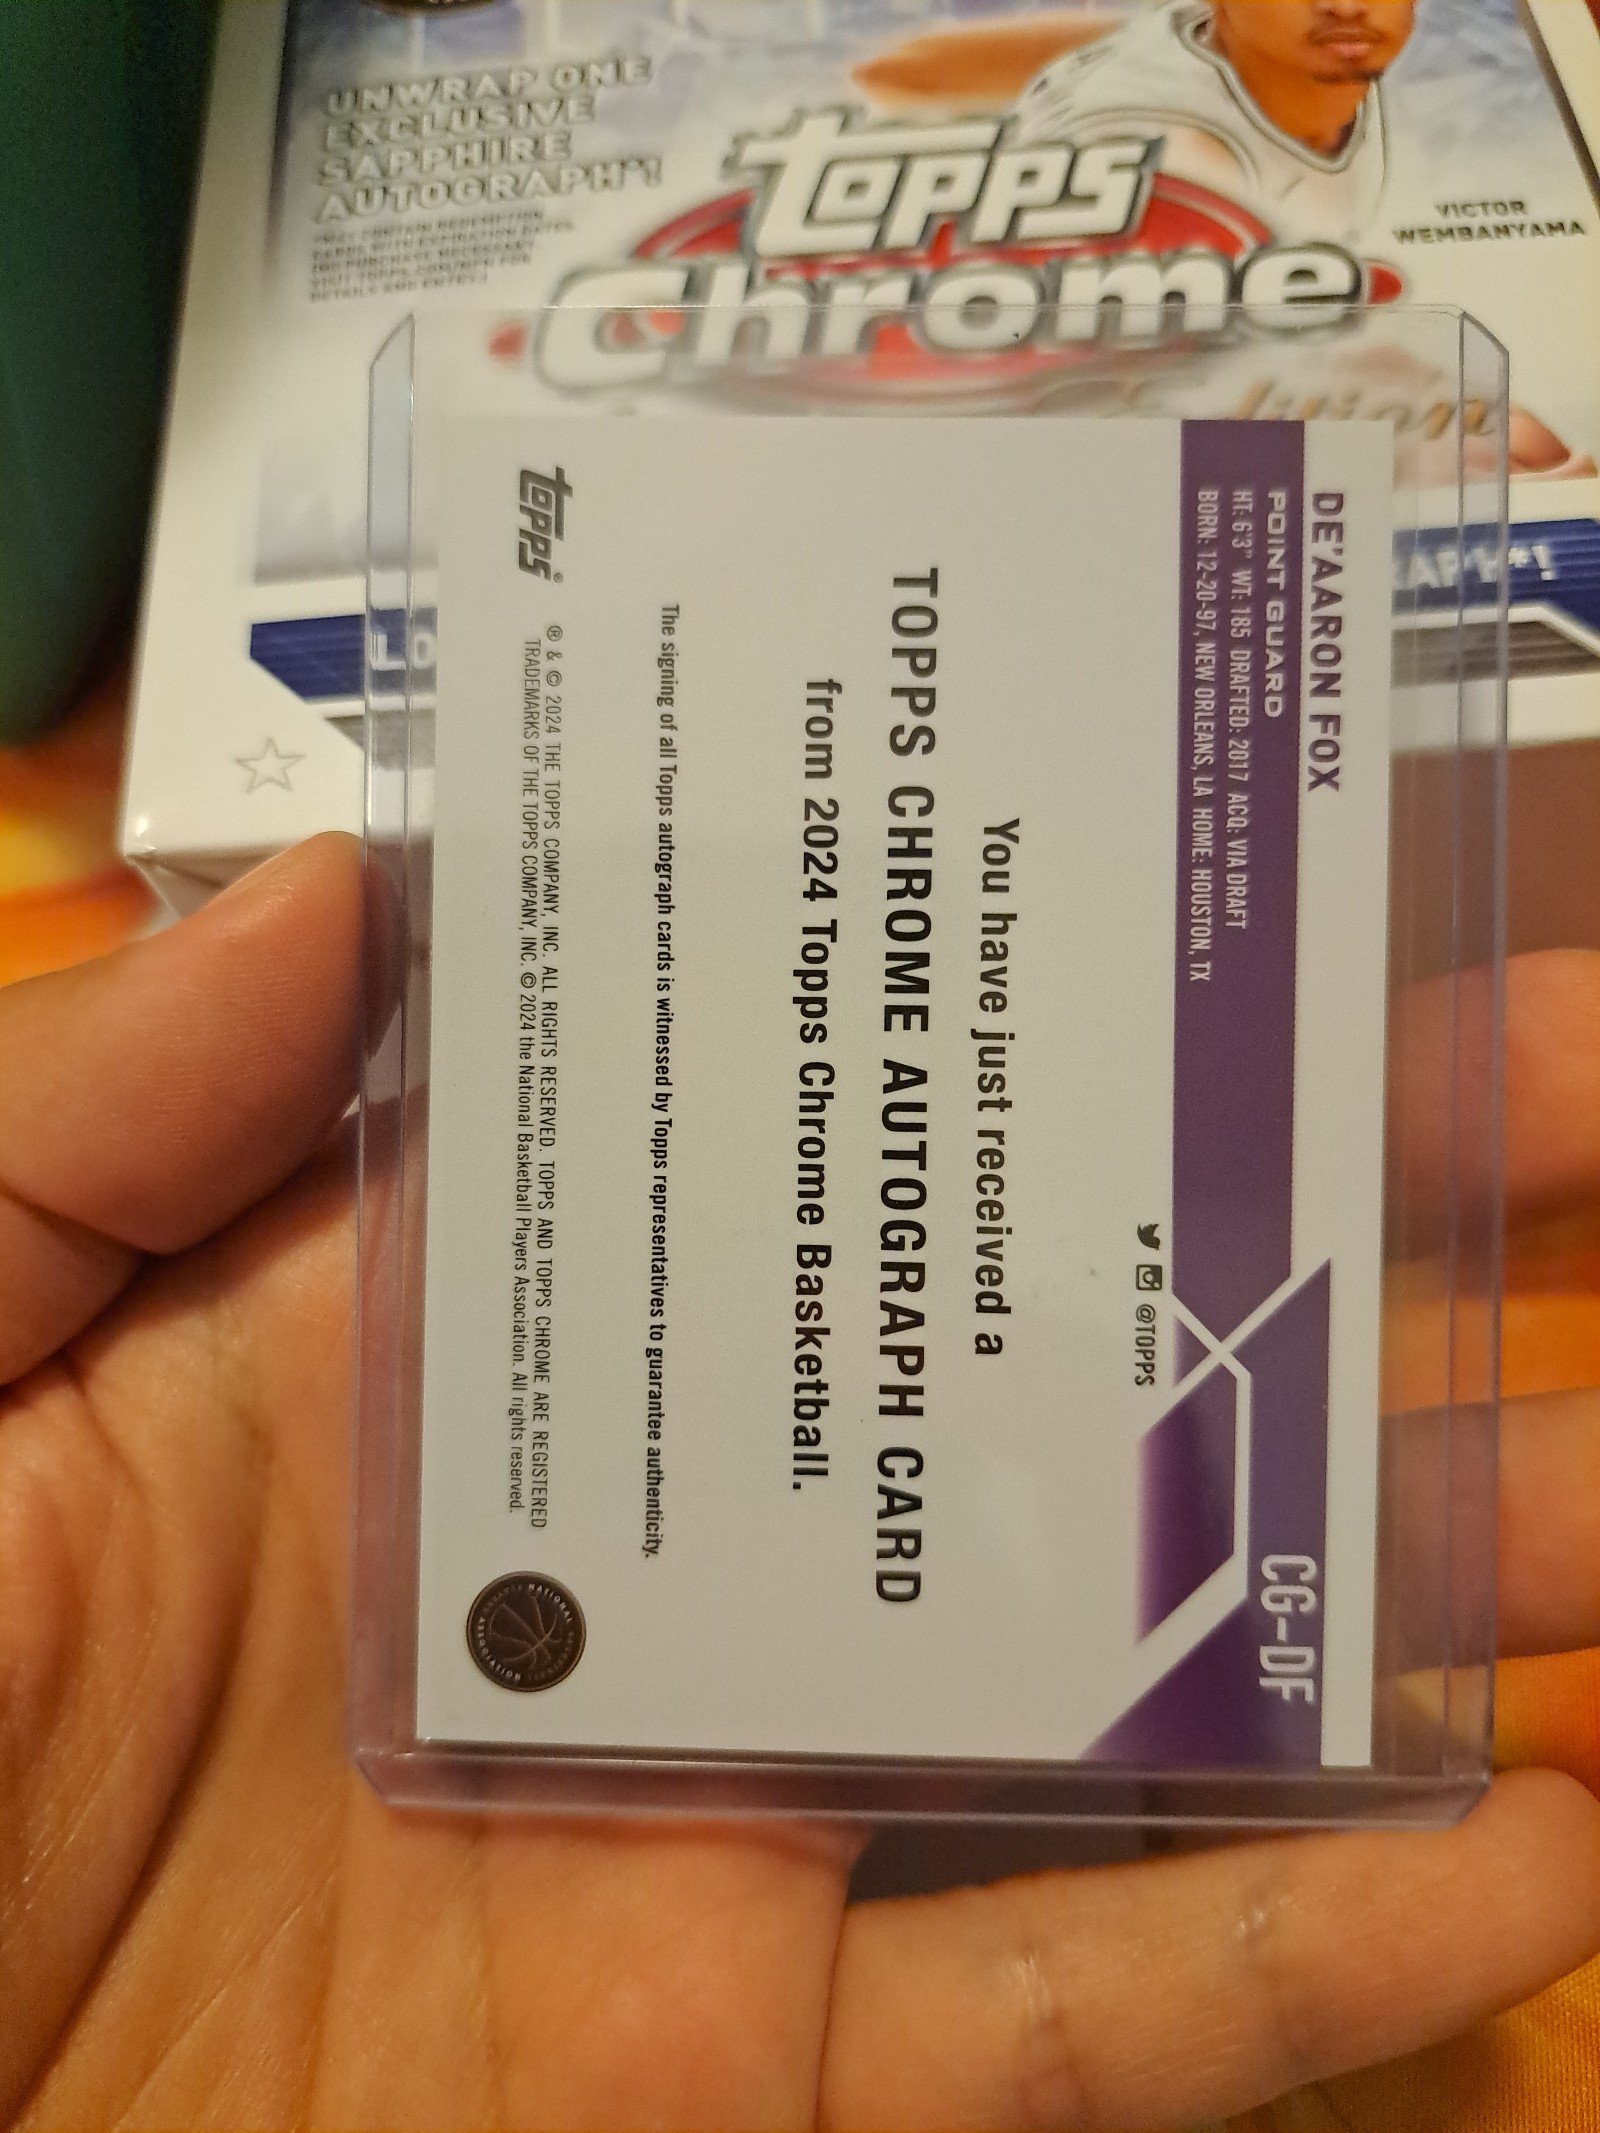 UNWRAP ONE
EXCLUSIVE
SAPPHIRE
AUTOGRAPH*!
Topps
Chrome
VICTOR
WEMBANYAMA
DE'AARON FOX
POINT GUARD
HT: 6'3" WT: 185 DRAFTED: 2017 ACQ: VIA DRAFT
BORN: 12-20-97, NEW ORLEANS, LA HOME: HOUSTON, TX
CG-DF
@TOPPS
You have just received a
TOPPS CHROME AUTOGRAPH CARD
from 2024 Topps Chrome Basketball.
The signing of all Topps autograph cards is witnessed by Topps representatives to guarantee authenticity.
topps®
® & © 2024 THE TOPPS COMPANY, INC. ALL RIGHTS RESERVED. TOPPS AND TOPPS CHROME ARE REGISTERED
TRADEMARKS OF THE TOPPS COMPANY, INC. © 2024 the National Basketball Players Association. All rights reserved.
NATIONAL
ASSOCIATION